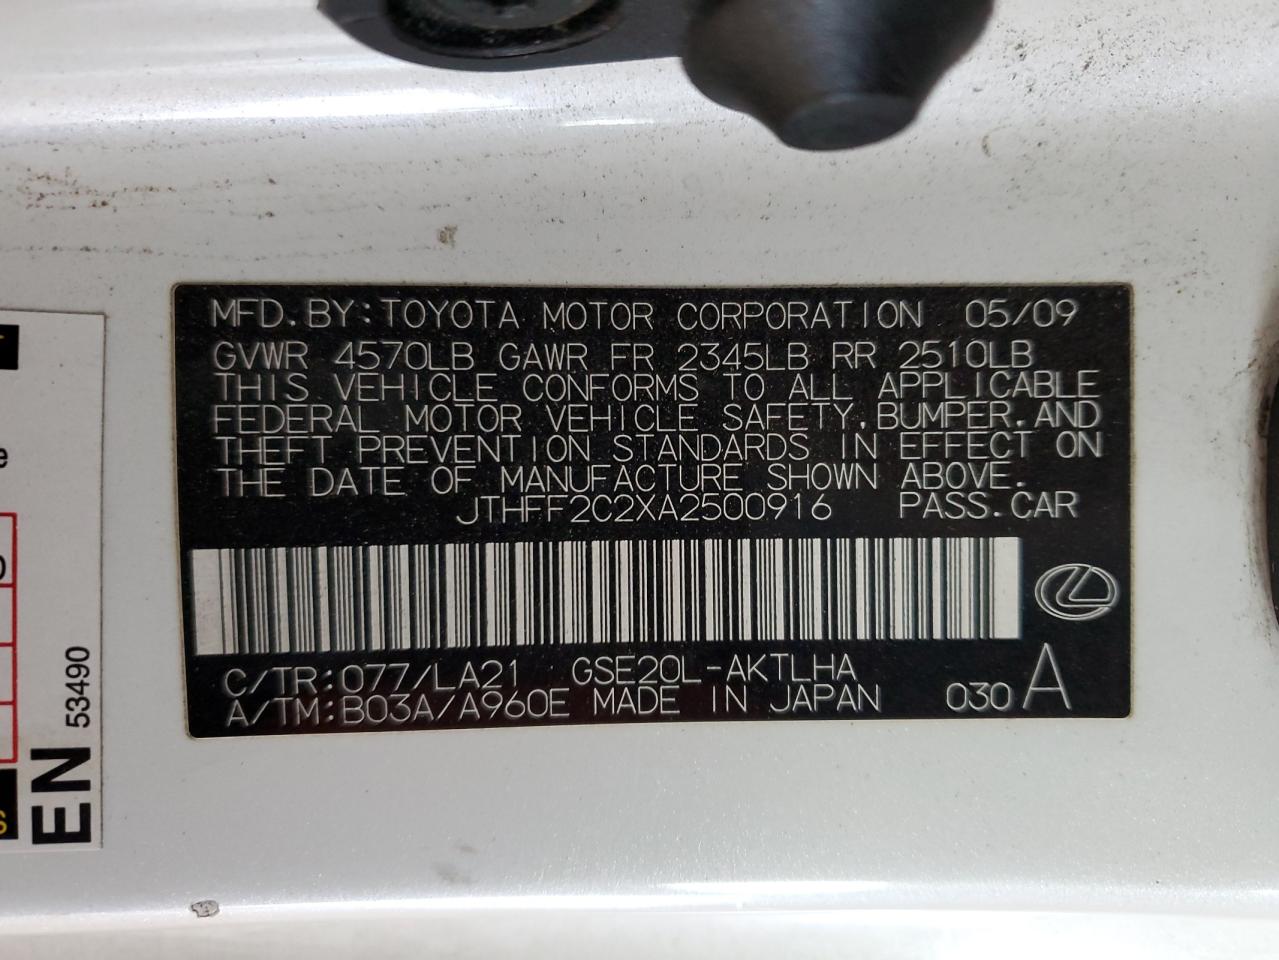 MFD.BY:TOYOTA MOTOR CORPORATION 05/09
GVWR 4570LB GAWR FR 2345LB RR 2510LB
THIS VEHICLE CONFORMS TO ALL APPLICABLE
FEDERAL MOTOR VEHICLE SAFETY,BUMPER,AND
THEFT PREVENTION STANDARDS IN EFFECT ON
THE DATE OF MANUFACTURE SHOWN ABOVE.
JTHFF2C2XA2500916 PASS.CAR
C/TR:077/LA21 GSE20L-AKTLHA
A/TM:B03A/A960E MADE IN JAPAN 030 A
EN 53490